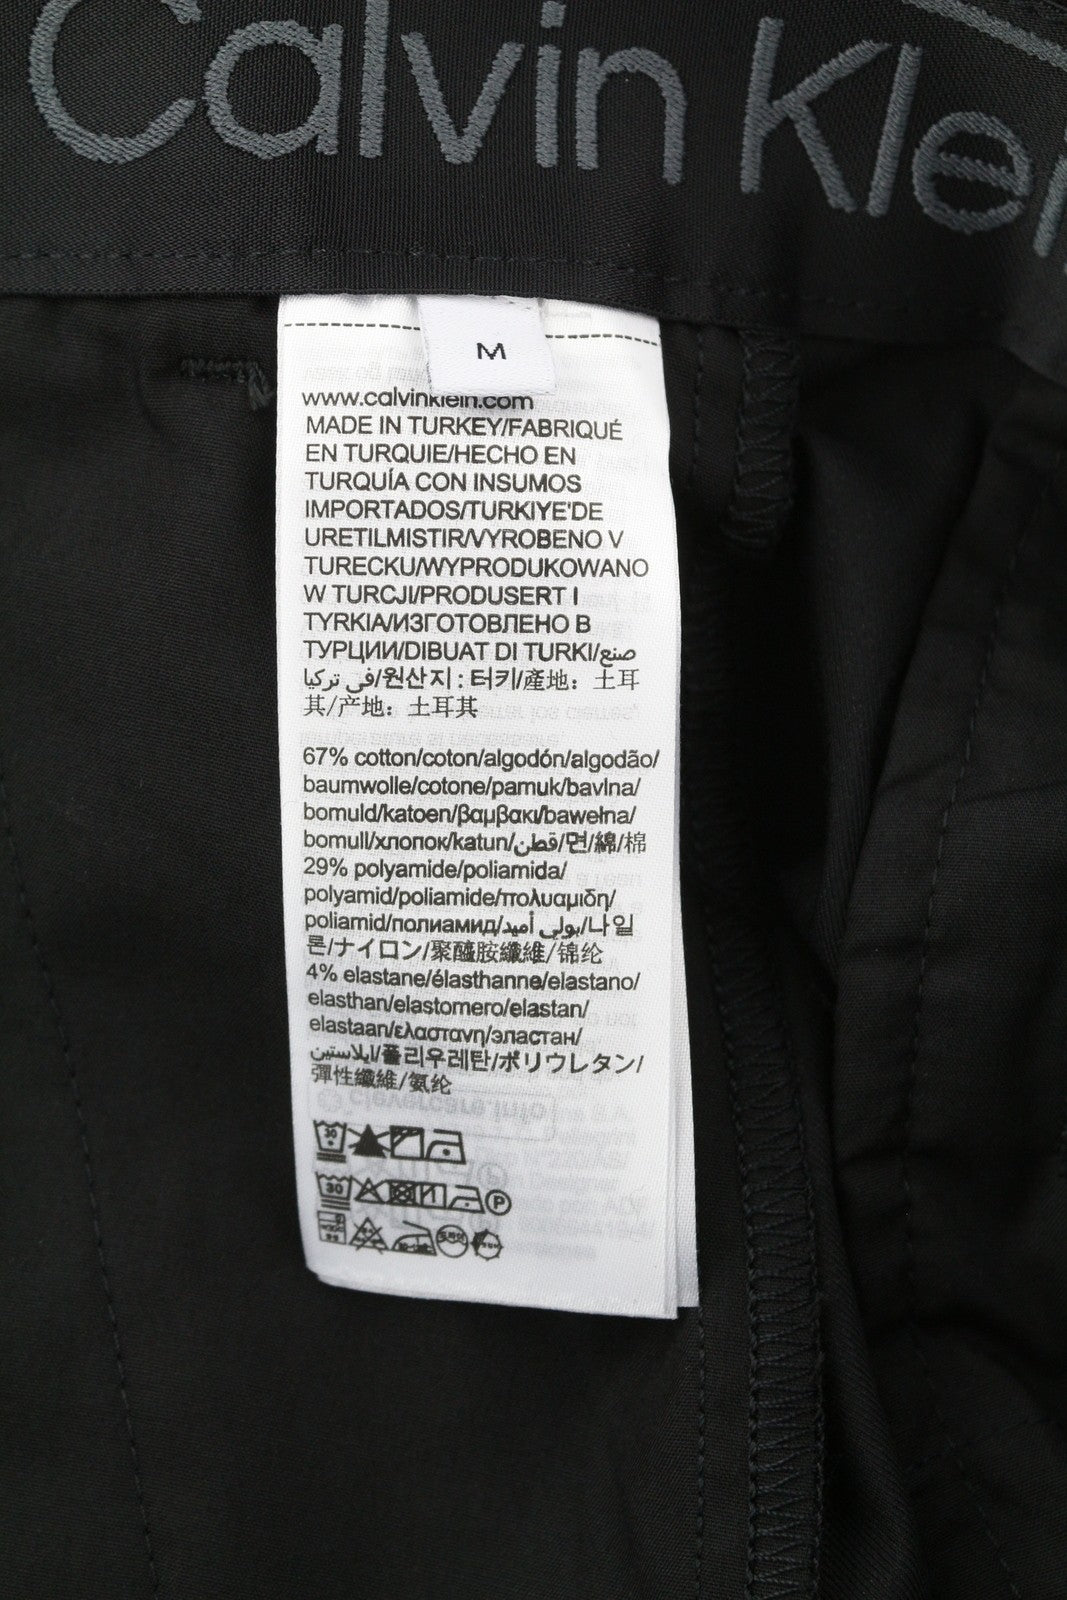 Calvin Klein
M
www.calvinklein.com
MADE IN TURKEY/FABRIQUÉ
EN TURQUIE/HECHO EN
TURQUÍA CON INSUMOS
IMPORTADOS/TURKIYE'DE
URETILMISTIR/VYROBENO V
TURECKU/WYPRODUKOWANO
W TURCJI/PRODUSERT I
TYRKIA/ИЗГОТОВЛЕНО В
ТУРЦИИ/DIBUAT DI TURKI/صنع
في تركيا/원산지 : 터키/產地：土耳
其/产地：土耳其
67% cotton/coton/algodón/algodão/
baumwolle/cotone/pamuk/bavlna/
bomuld/katoen/βαμβακι/bawełna/
bomull/хлопок/katun/قطن/면/綿/棉
29% polyamide/poliamida/
polyamid/poliamide/πολυαμιδη/
poliamid/полиамид/بولي أميد/나일
론/ナイロン/聚醯胺纖維/锦纶
4% elastane/élasthanne/elastano/
elasthan/elastomero/elastan/
elastaan/ελαστανη/эластан/
ايلاستين/폴리우레탄/ポリウレタン/
彈性纖維/氨纶
30
30
P